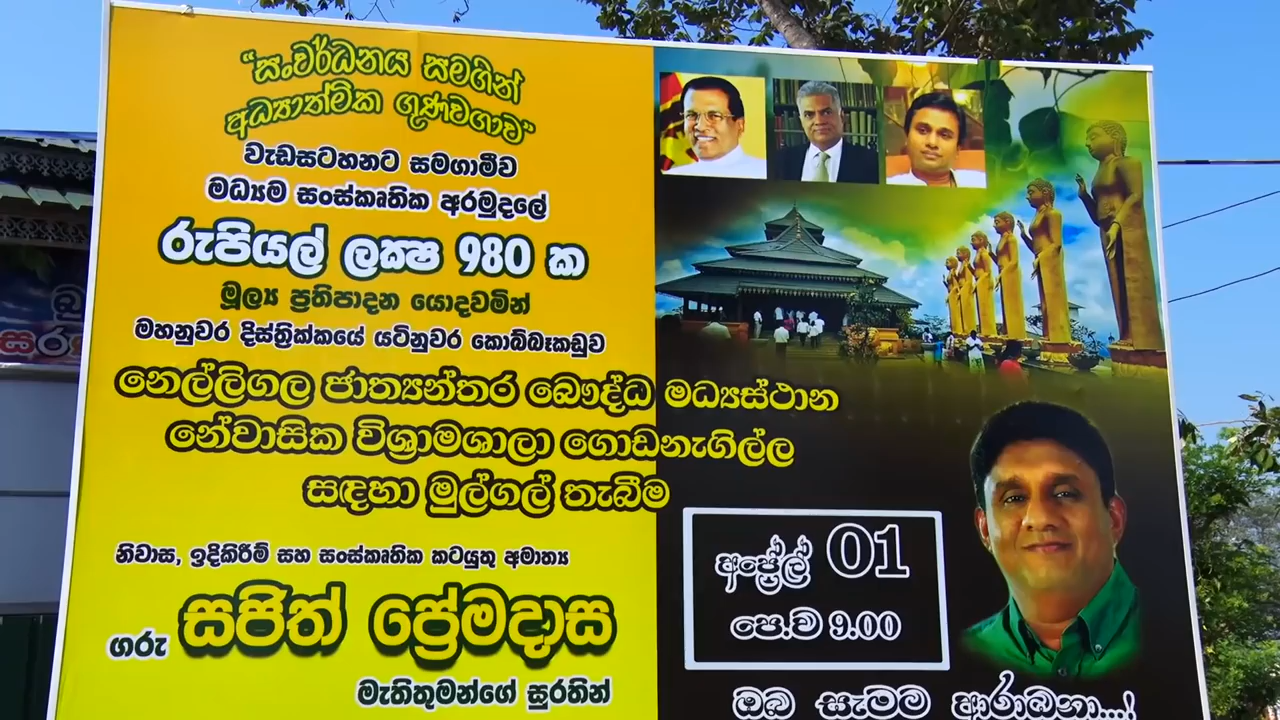 "සංවර්ධනය සමගින්
අධ්‍යාත්මික ගුණවගාව"
වැඩසටහනට සමගාමීව
මධ්‍යම සංස්කෘතික අරමුදලේ
රුපියල් ලක්ෂ 980 ක
මූල්‍ය ප්‍රතිපාදන යොදවමින්
මහනුවර දිස්ත්‍රික්කයේ යටිනුවර කොබ්බෑකඩුව
නෙල්ලිගල ජාත්‍යන්තර බෞද්ධ මධ්‍යස්ථාන
නේවාසික විශ්‍රාමශාලා ගොඩනැගිල්ල
සඳහා මුල්ගල් තැබීම
නිවාස, ඉදිකිරීම් සහ සංස්කෘතික කටයුතු අමාත්‍ය
ගරු සජිත් ප්‍රේමදාස
මැතිතුමන්ගේ සුරතින්
අප්‍රේල් 01
පෙ.ව 9.00
ඔබ සැමට ආරාධනා...!